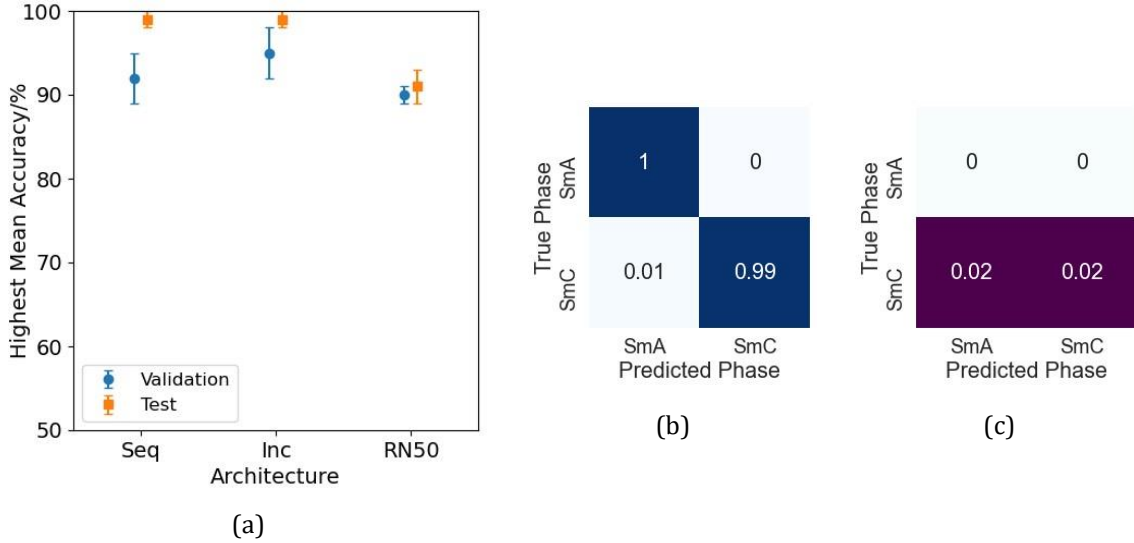 100
90
80
70
60
50
Highest Mean Accuracy/%
Validation
Test
Seq Inc RN50
Architecture
(a)
True Phase
SmA
SmC
1 0
0.01 0.99
SmA SmC
Predicted Phase
(b)
True Phase
SmA
SmC
0 0
0.02 0.02
SmA SmC
Predicted Phase
(c)